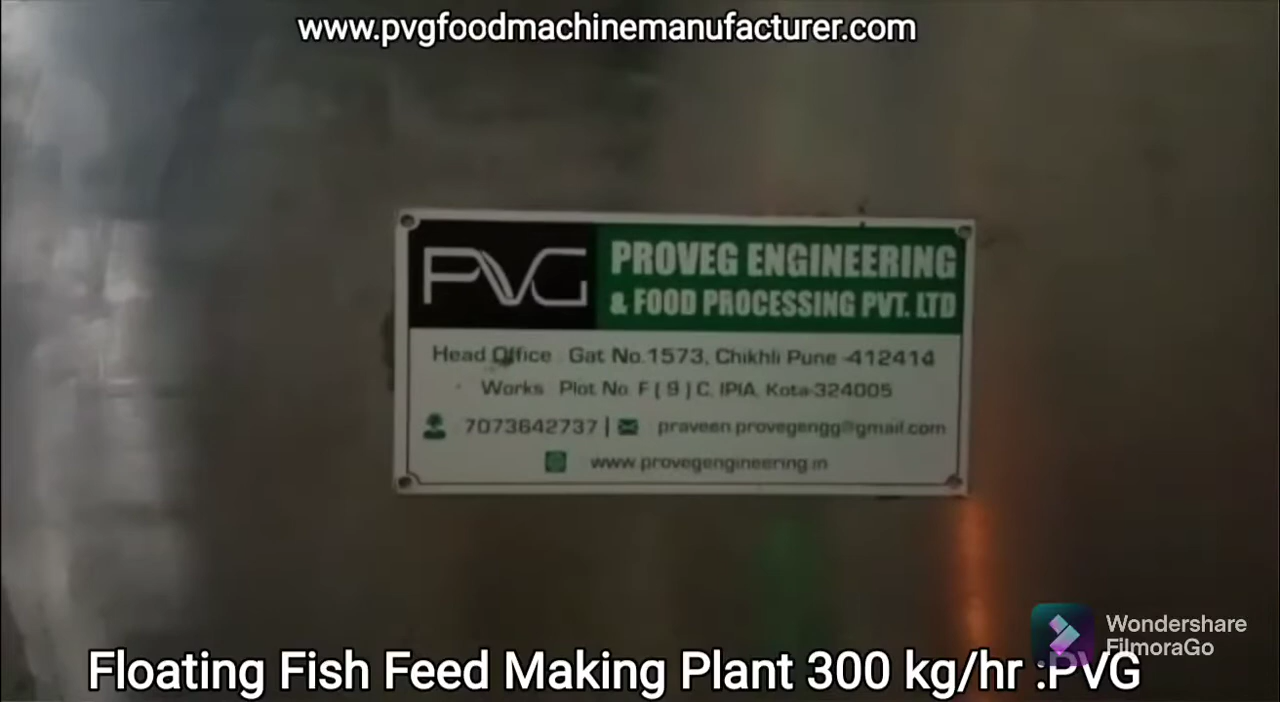 www.pvgfoodmachinemanufacturer.com
PVG
PROVEG ENGINEERING
& FOOD PROCESSING PVT. LTD
Head Office : Gat No.1573, Chikhli Pune -412414
Works : Plot No. F ( 9 ) C, IPIA, Kota-324005
7073642737 | praveen.provegengg@gmail.com
www.provegengineering.in
Wondershare
FilmoraGo
Floating Fish Feed Making Plant 300 kg/hr :PVG